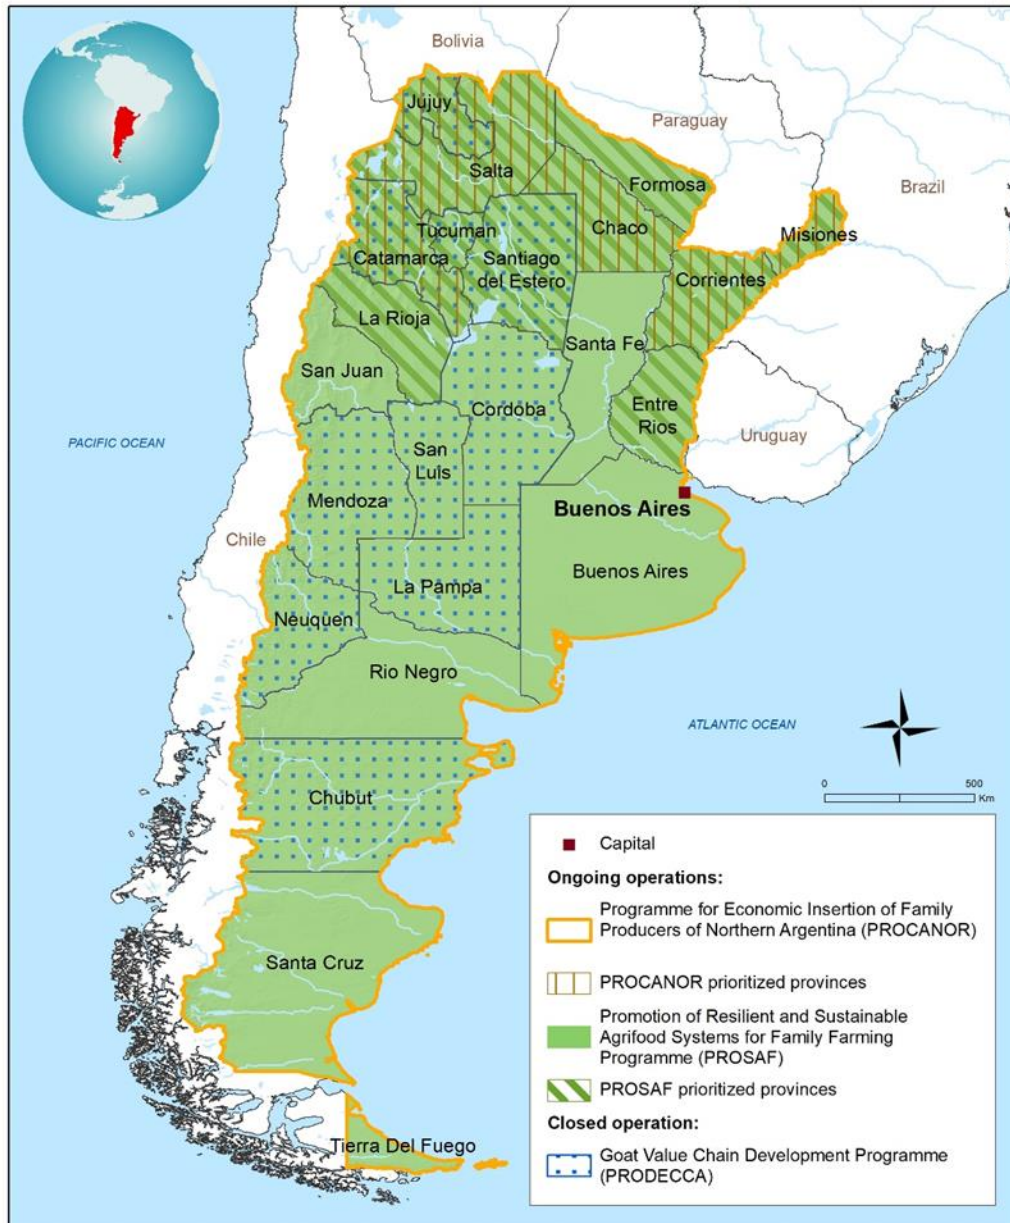 Bolivia
Jujuy
Paraguay
Salta
Formosa
Brazil
Chaco
Misiones
Tucuman
Catamarca
Santiago
del Estero
Corrientes
La Rioja
Santa Fe
San Juan
Cordoba
Entre
Rios
PACIFIC OCEAN
Uruguay
San
Luis
Mendoza
Buenos Aires
Chile
Buenos Aires
La Pampa
Neuquen
Rio Negro
ATLANTIC OCEAN
0 500
Km
Chubut
Santa Cruz
Tierra Del Fuego
Capital
Ongoing operations:
Programme for Economic Insertion of Family
Producers of Northern Argentina (PROCANOR)
PROCANOR prioritized provinces
Promotion of Resilient and Sustainable
Agrifood Systems for Family Farming
Programme (PROSAF)
PROSAF prioritized provinces
Closed operation:
Goat Value Chain Development Programme
(PRODECCA)